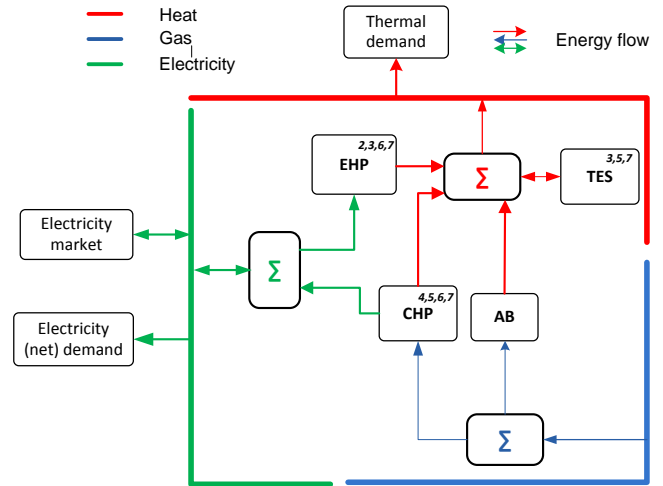 Heat
Gas
Electricity
Thermal
demand
Energy flow
2,3,6,7
EHP
Σ
3,5,7
TES
Electricity
market
Σ
4,5,6,7
CHP
AB
Electricity
(net) demand
Σ